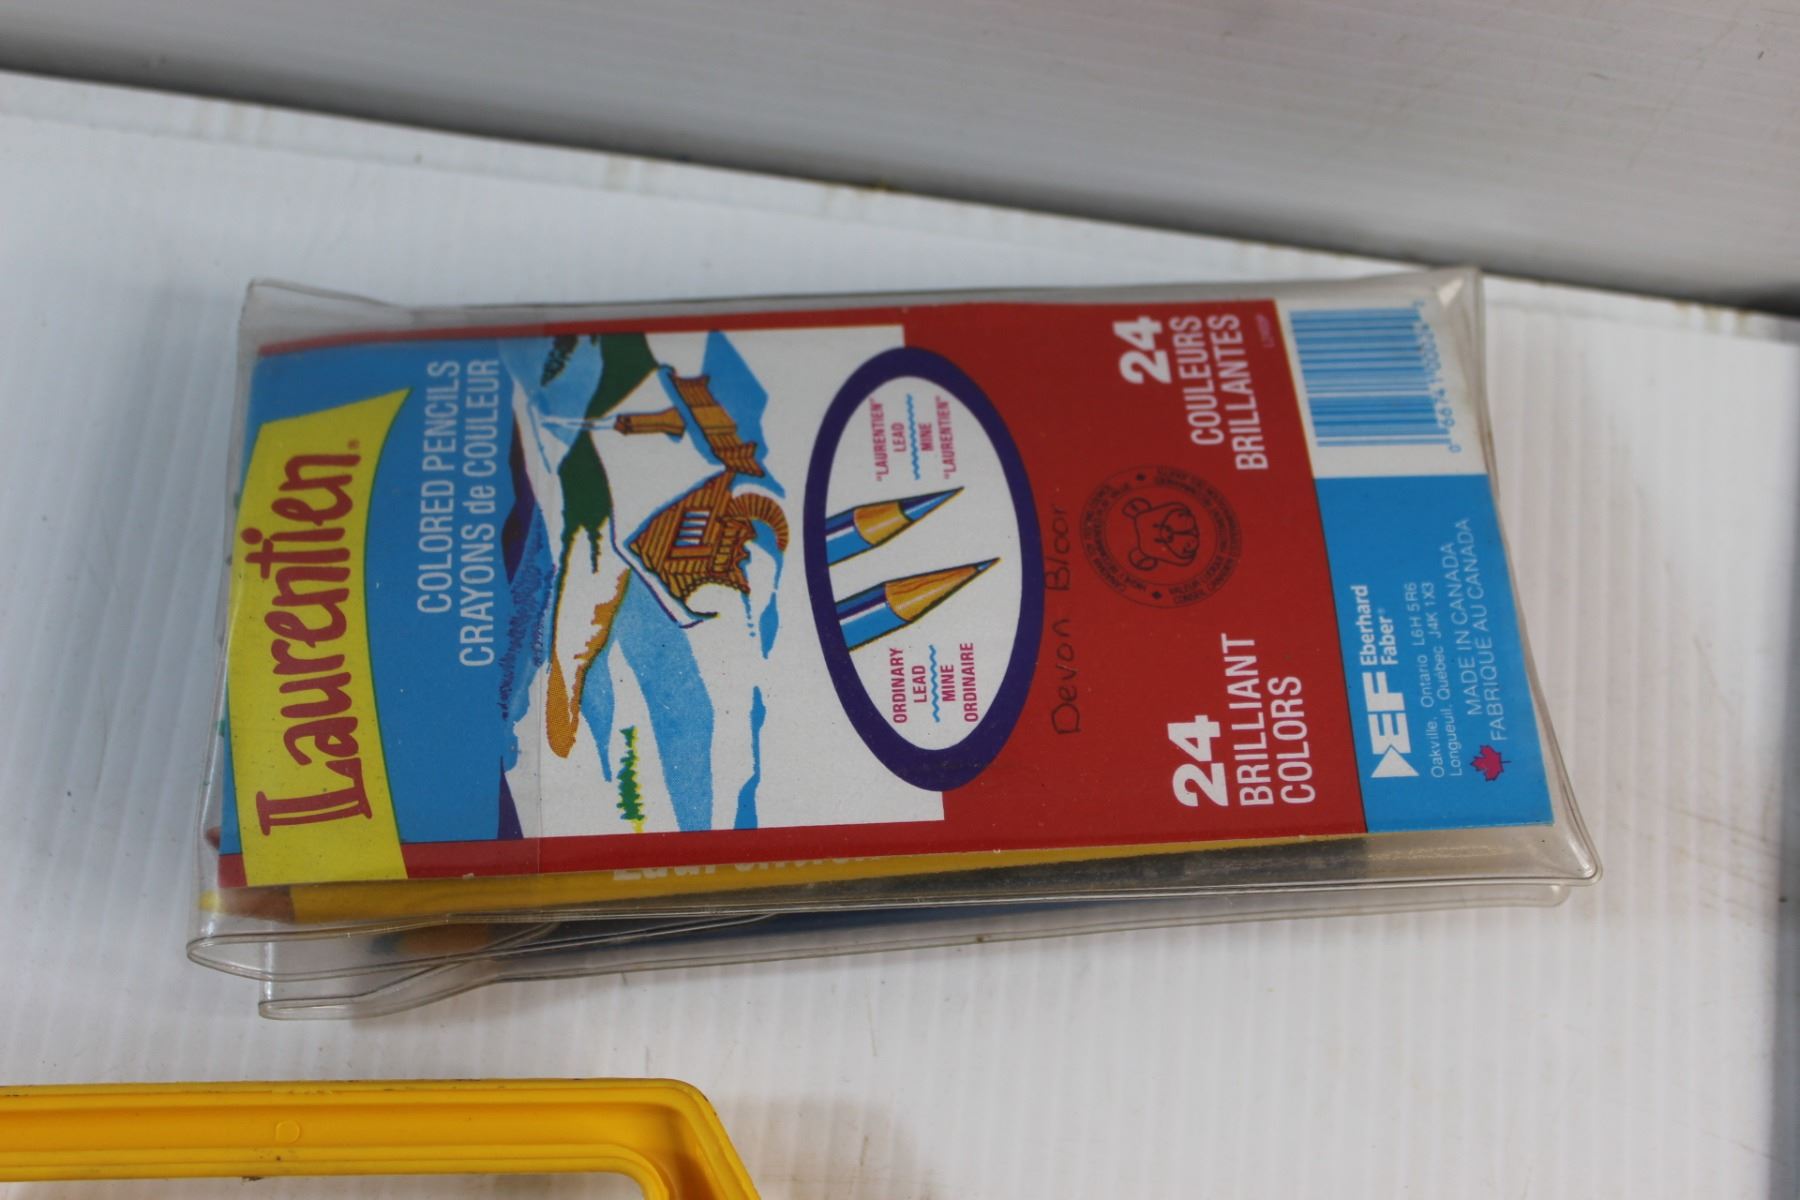 Laurentien®
COLORED PENCILS
CRAYONS de COULEUR
"LAURENTIEN"
LEAD
MINE
"LAURENTIEN"
ORDINARY
LEAD
MINE
ORDINAIRE
Devon Bloor
24
COULEURS
BRILLANTES
24
BRILLIANT
COLORS
EF Eberhard
Faber®
Oakville, Ontario L6H 5R6
Longueuil, Québec J4K 1X3
MADE IN CANADA
FABRIQUÉ AU CANADA